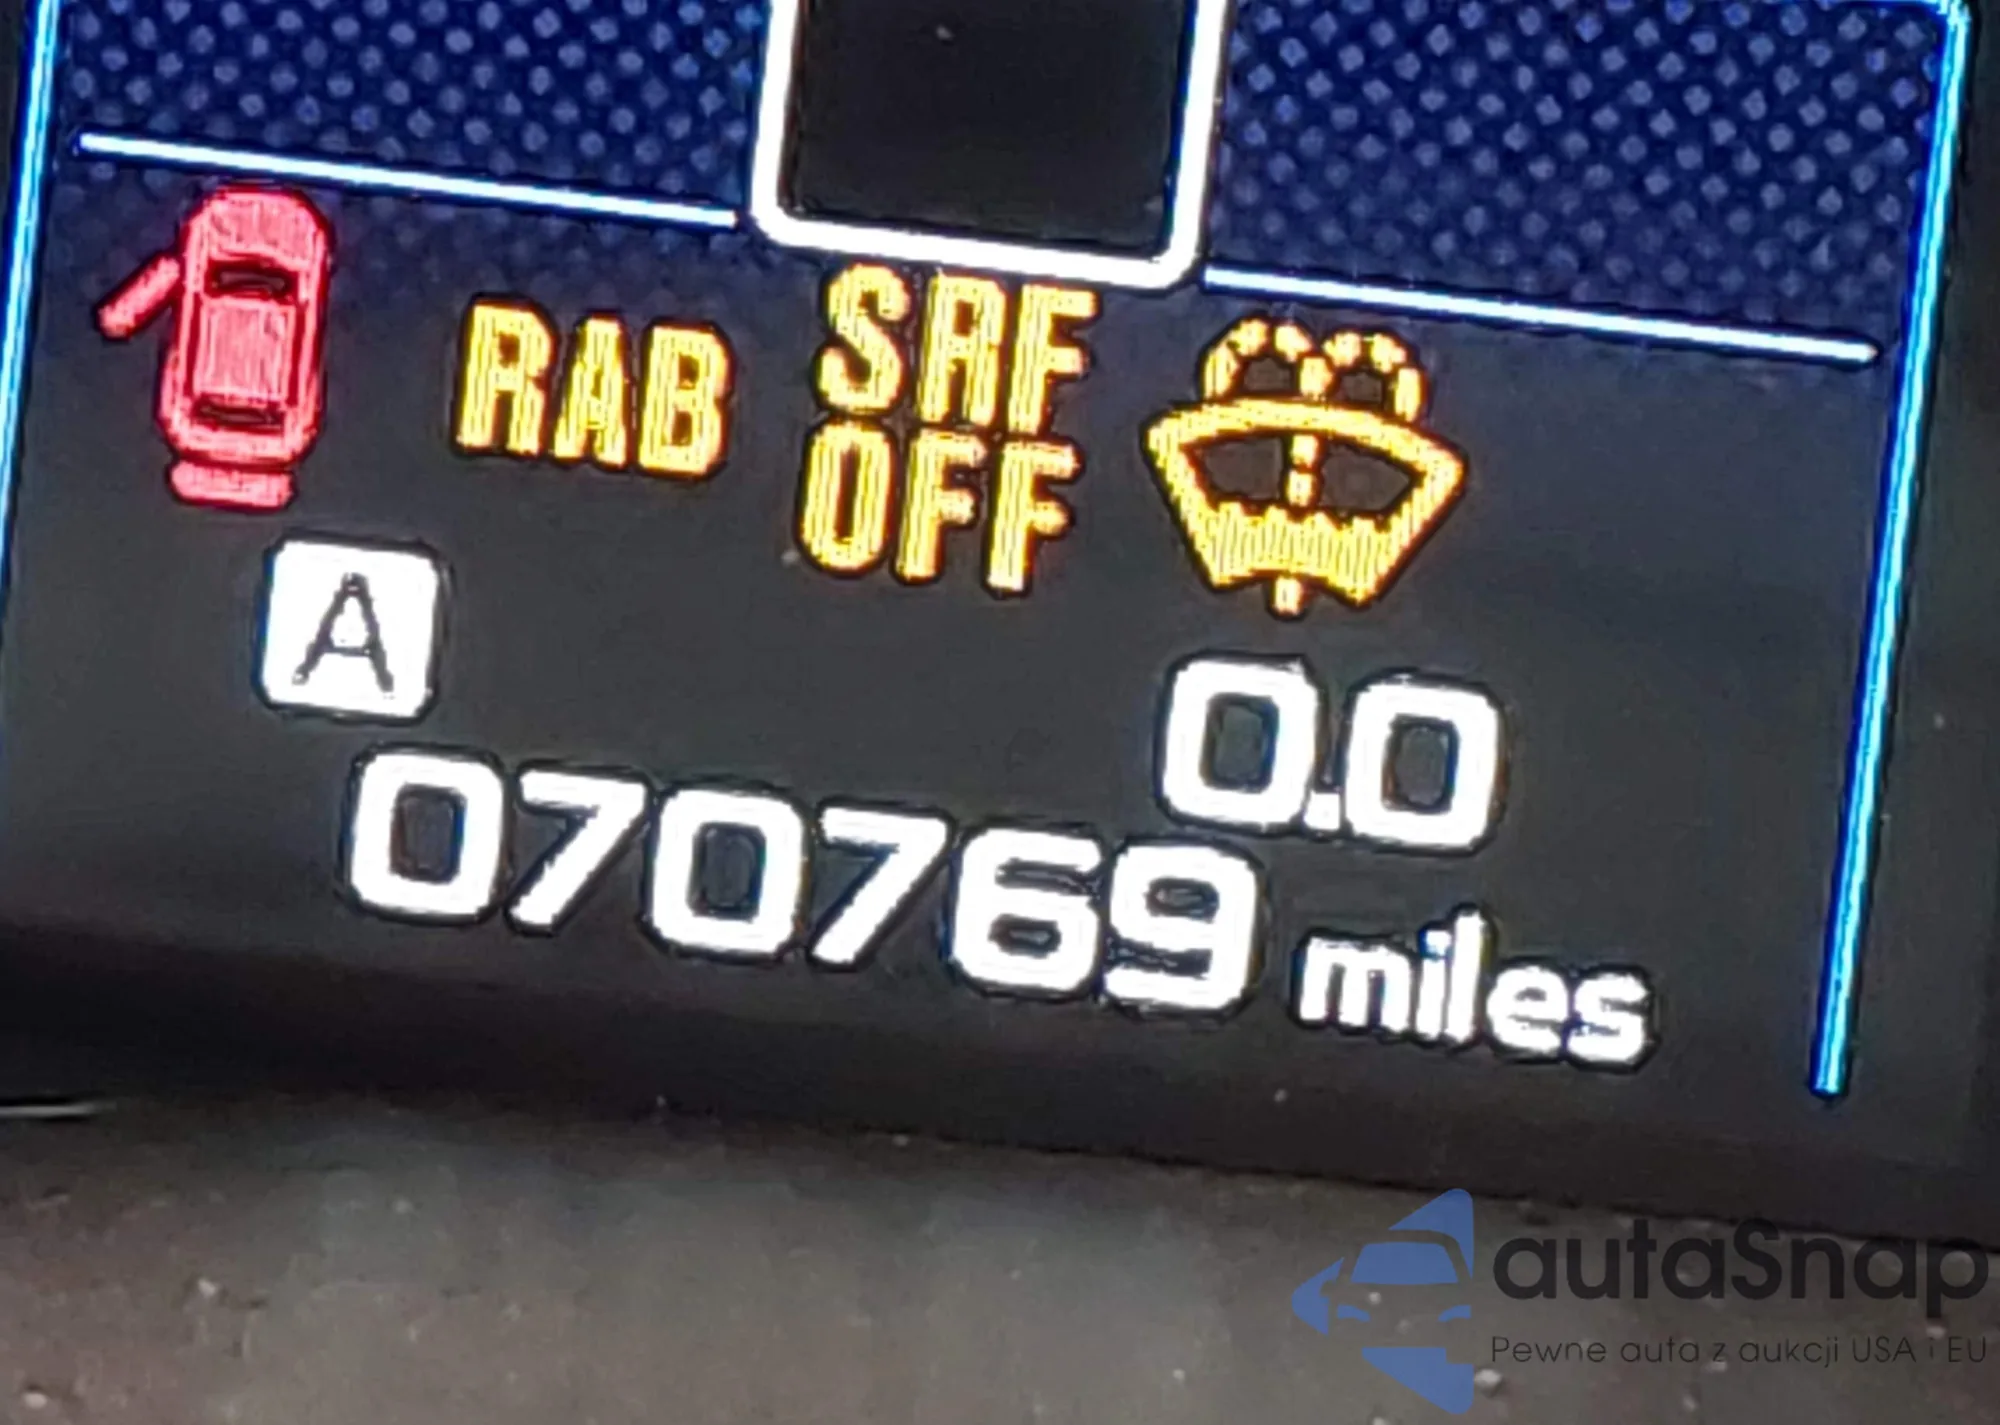 RAB
SRF
OFF
A
0.0
070769 miles
autaSnap
Pewne auta z aukcji USA i EU